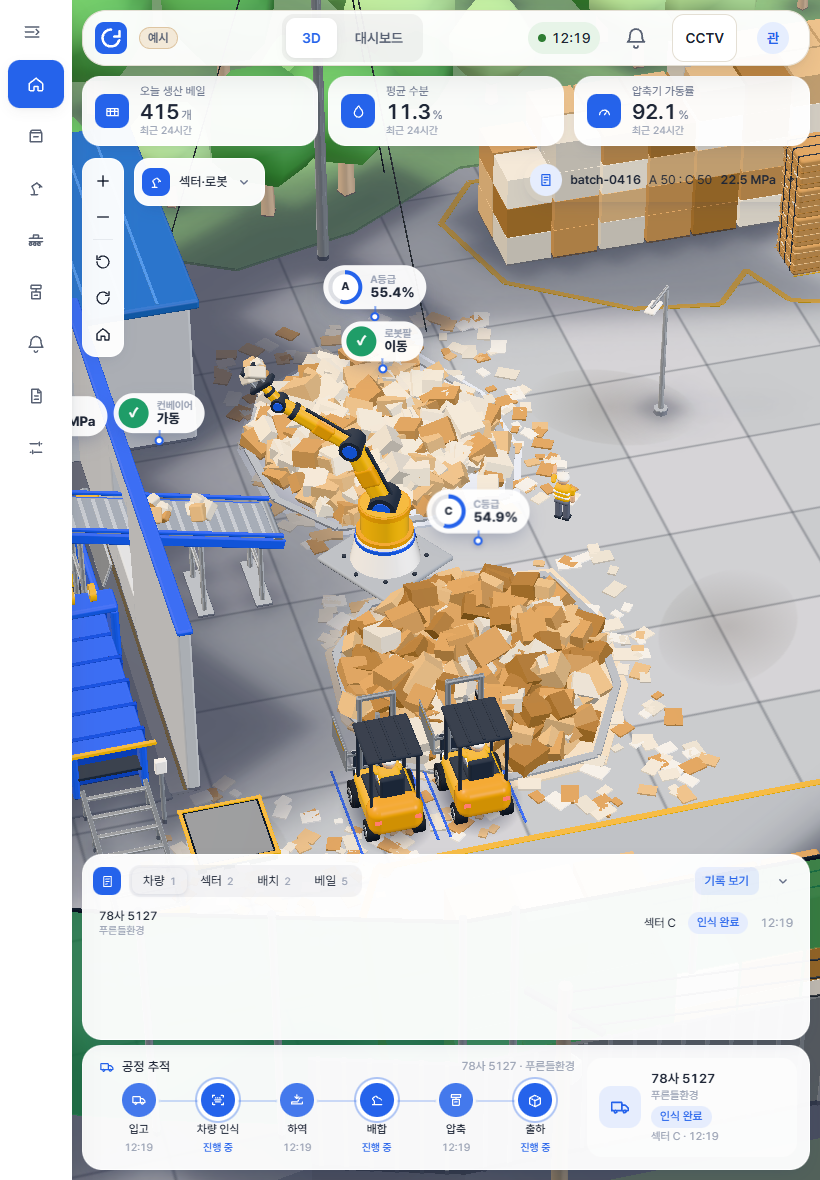 예시
3D
대시보드
12:19
CCTV
관
오늘 생산 베일
415개
최근 24시간
평균 수분
11.3%
최근 24시간
압축기 가동률
92.1%
최근 24시간
섹터·로봇
batch-0416 A 50 : C 50 22.5 MPa
A
A등급
55.4%
로봇팔
이동
MPa
컨베이어
가동
C
C등급
54.9%
차량 1
섹터 2
배치 2
베일 5
기록 보기
78사 5127
푸른들환경
섹터 C
인식 완료
12:19
공정 추적
78사 5127 · 푸른들환경
입고
12:19
차량 인식
진행 중
하역
12:19
배합
진행 중
압축
12:19
출하
진행 중
78사 5127
푸른들환경
인식 완료
섹터 C · 12:19